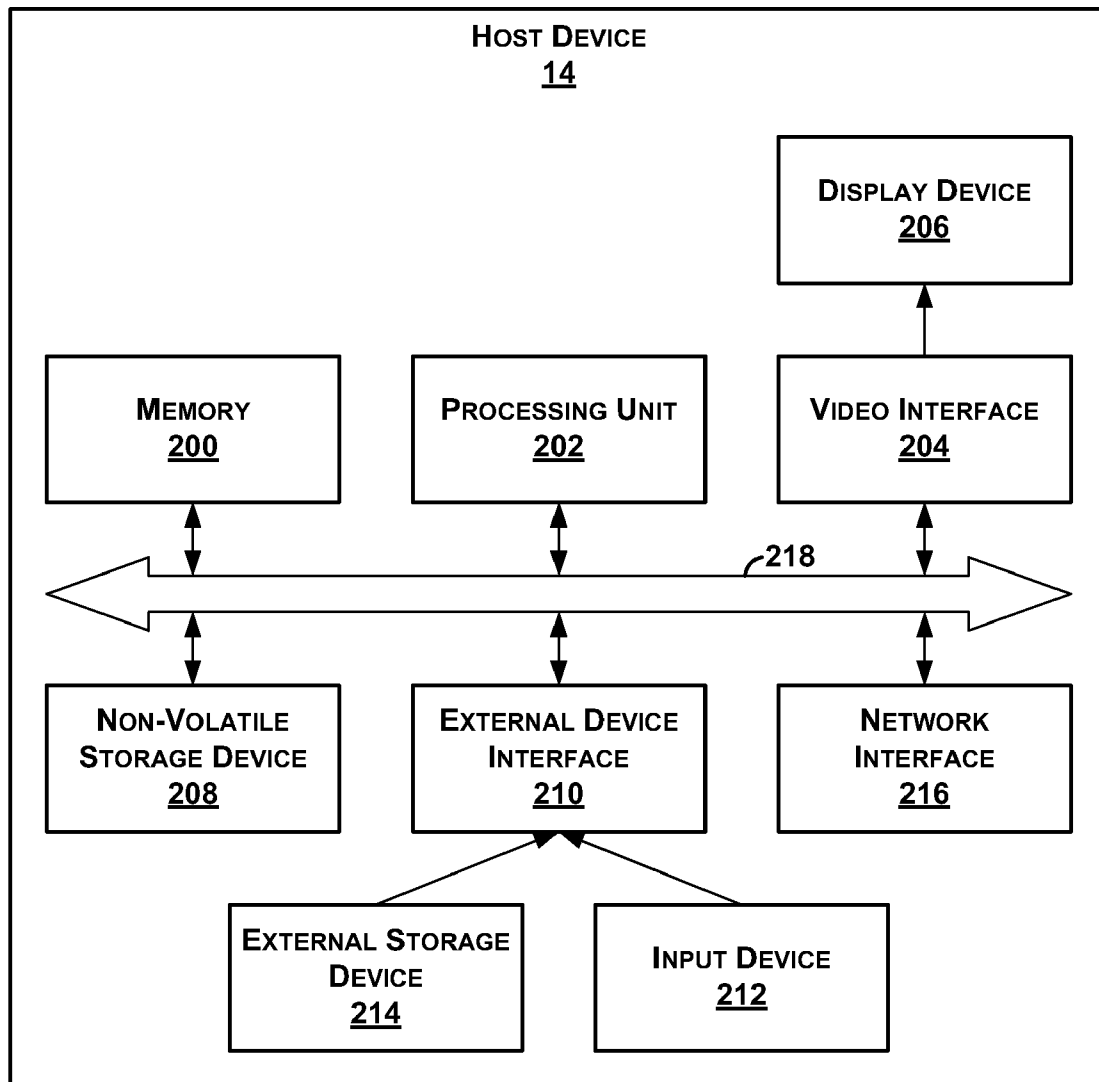 HOST DEVICE
14
DISPLAY DEVICE
206
MEMORY
200
PROCESSING UNIT
202
VIDEO INTERFACE
204
218
NON-VOLATILE
STORAGE DEVICE
208
EXTERNAL DEVICE
INTERFACE
210
NETWORK
INTERFACE
216
EXTERNAL STORAGE
DEVICE
214
INPUT DEVICE
212